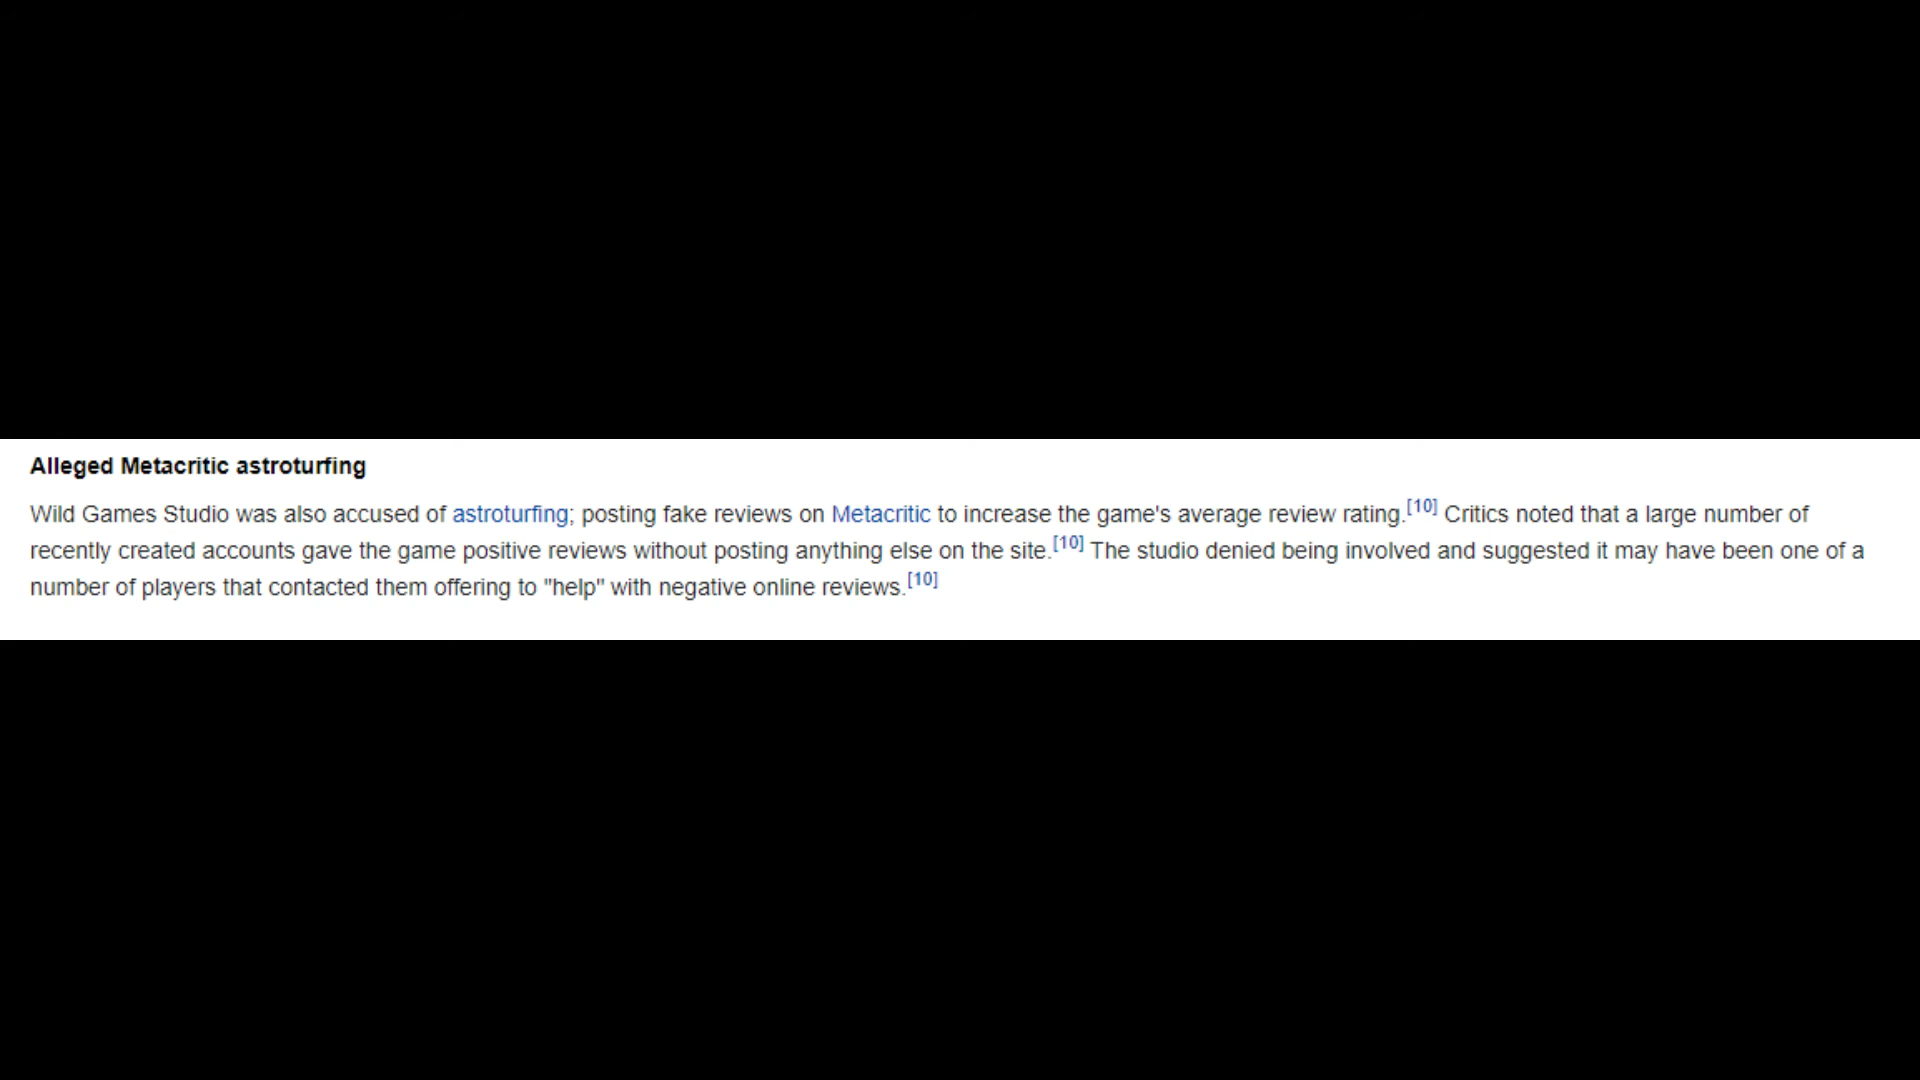 Alleged Metacritic astroturfing
Wild Games Studio was also accused of astroturfing; posting fake reviews on Metacritic to increase the game's average review rating.[10] Critics noted that a large number of
recently created accounts gave the game positive reviews without posting anything else on the site.[10] The studio denied being involved and suggested it may have been one of a
number of players that contacted them offering to "help" with negative online reviews.[10]